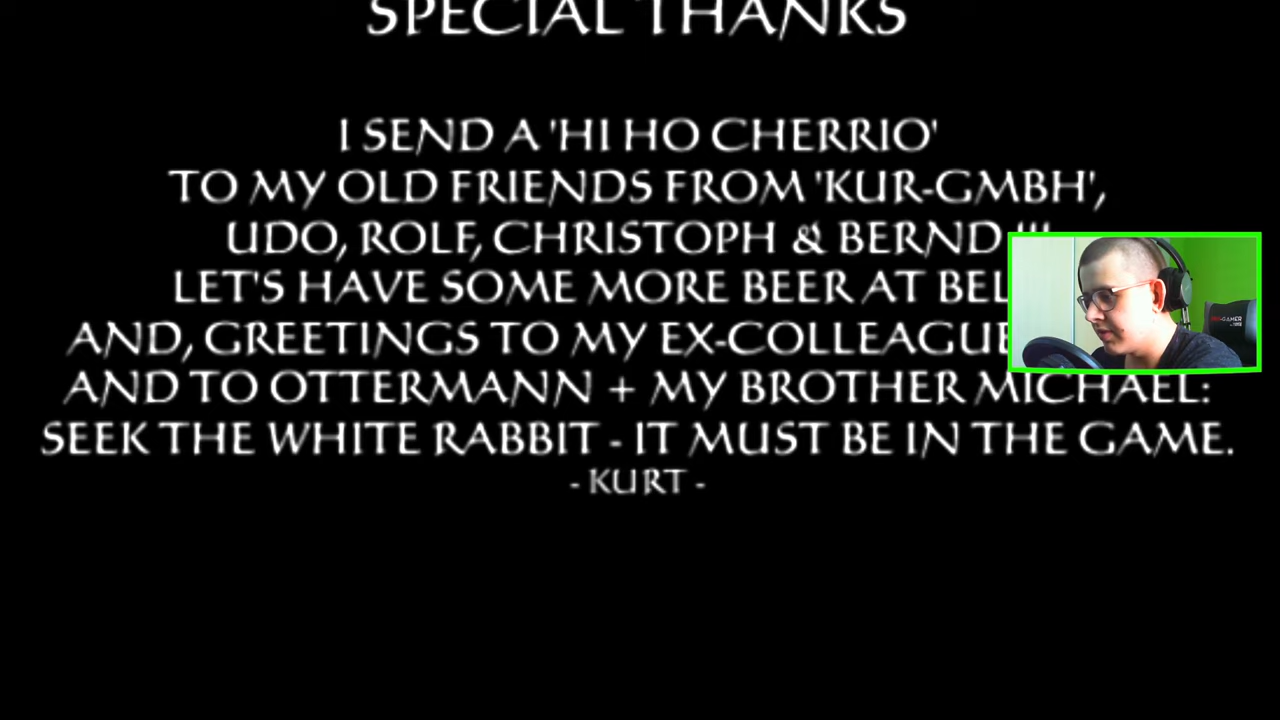 SPECIAL THANKS
I SEND A 'HI HO CHERRIO'
TO MY OLD FRIENDS FROM 'KUR-GMBH',
UDO, ROLF, CHRISTOPH & BERND !!!
LET'S HAVE SOME MORE BEER AT
AND, GREETINGS TO MY
AND TO OTTERMANN + MY BROTHER MICHAEL:
SEEK THE WHITE RABBIT - IT MUST BE IN THE GAME.
- KURT -